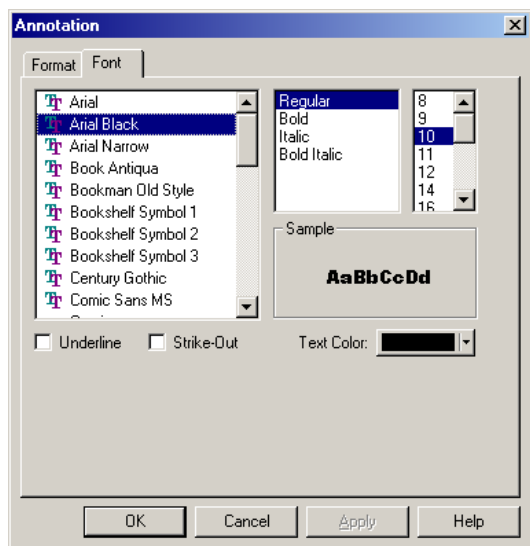 Annotation
Format
Font
Arial
Arial Black
Arial Narrow
Book Antiqua
Bookman Old Style
Bookshelf Symbol 1
Bookshelf Symbol 2
Bookshelf Symbol 3
Century Gothic
Comic Sans MS
Regular
Bold
Italic
Bold Italic
8
9
10
11
12
14
16
Sample
AaBbCcDd
Underline
Strike-Out
Text Color:
OK
Cancel
Apply
Help